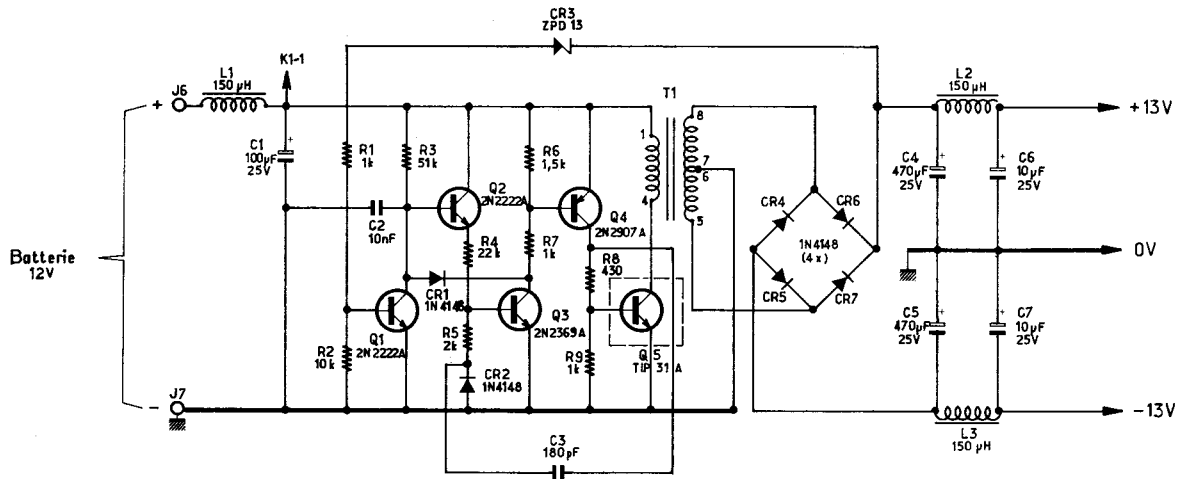 CR3
ZPD 13
K1-1
L1
150 µH
J6
+
T1
L2
150 µH
+13V
C1
100µF
25V
+
R1
1k
R3
51k
R6
1,5k
1
4
8
7
6
5
C4
470µF
25V
+
C6
10µF
25V
+
Q2
2N2222A
Q4
2N2907A
CR4
CR6
C2
10nF
R4
22k
R7
1k
Batterie
12V
1N4148
(4x)
0V
R8
430
CR1
1N4148
CR5
CR7
C5
470µF
25V
+
C7
10µF
25V
+
Q1
2N2222A
R5
2k
Q3
2N2369A
R2
10k
R9
1k
Q5
TIP 31A
CR2
1N4148
J7
-
-13V
C3
180pF
L3
150 µH